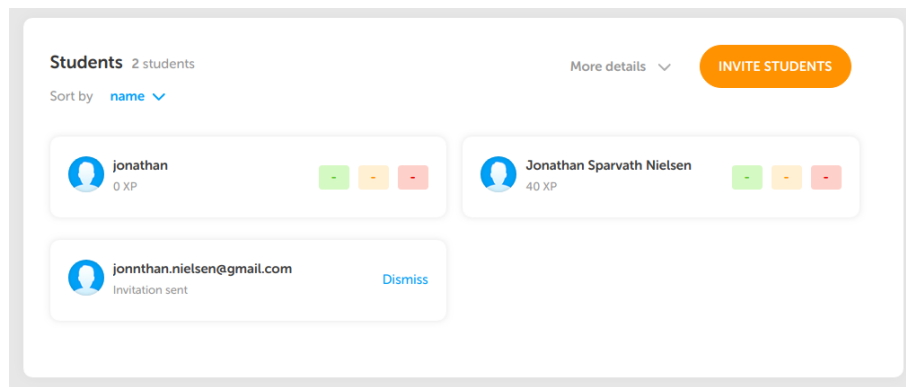 Students 2 students
More details
INVITE STUDENTS
Sort by name
jonathan
0 XP
- - -
Jonathan Sparvath Nielsen
40 XP
- - -
jonnthan.nielsen@gmail.com
Invitation sent
Dismiss